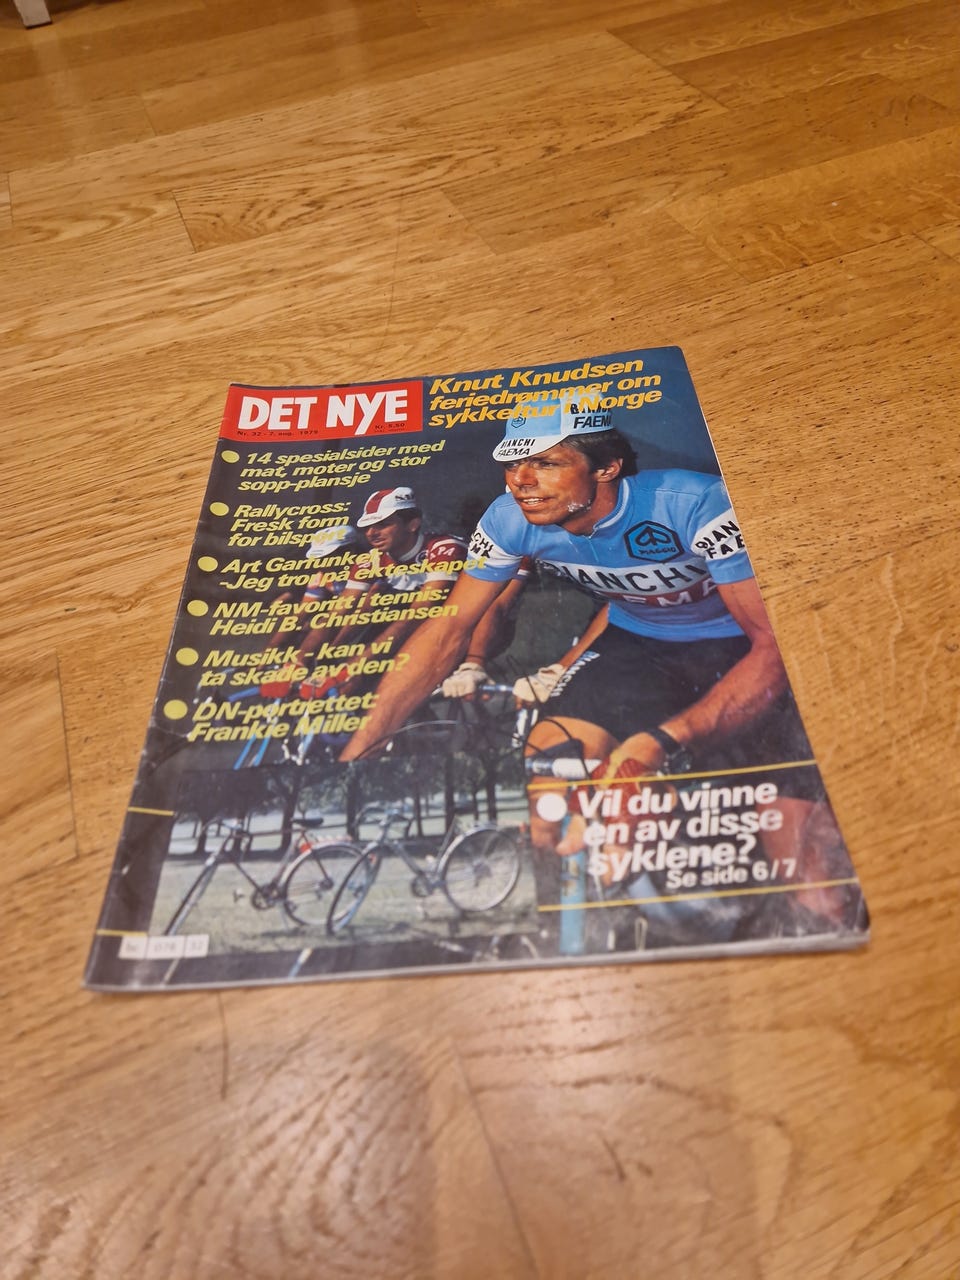 DET NYE
Nr. 32 - 7. aug. 1979
Kr. 5,50
Knut Knudsen
feriedrømmer om
sykkeltur i Norge
14 spesialsider med
mat, moter og stor
sopp-plansje
Rallycross:
Fresk form
for bilsport
Art Garfunkel:
-Jeg tror på ekteskapet
NM-favoritt i tennis:
Heidi B. Christiansen
Musikk - kan vi
ta skade av den?
DN-portrettet:
Frankie Miller
FAEMA
BIANCHI
FAEMA
PIAGGIO
BIANCHI
FAEMA
Vil du vinne
en av disse
syklene?
Se side 6/7